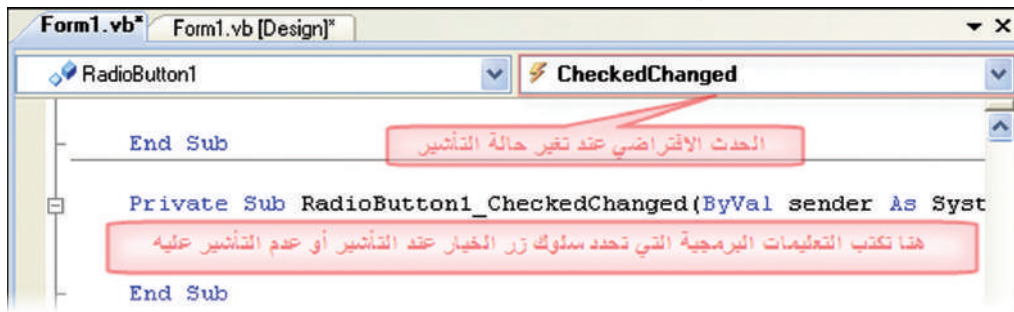 Form1.vb* Form1.vb [Design]*
RadioButton1 CheckedChanged
End Sub
الحدث الافتراضي عند تغير حالة التأشير
Private Sub RadioButton1_CheckedChanged(ByVal sender As Syst
هنا تكتب التعليمات البرمجية التي تحدد سلوك زر الخيار عند التأشير أو عدم التأشير عليه
End Sub